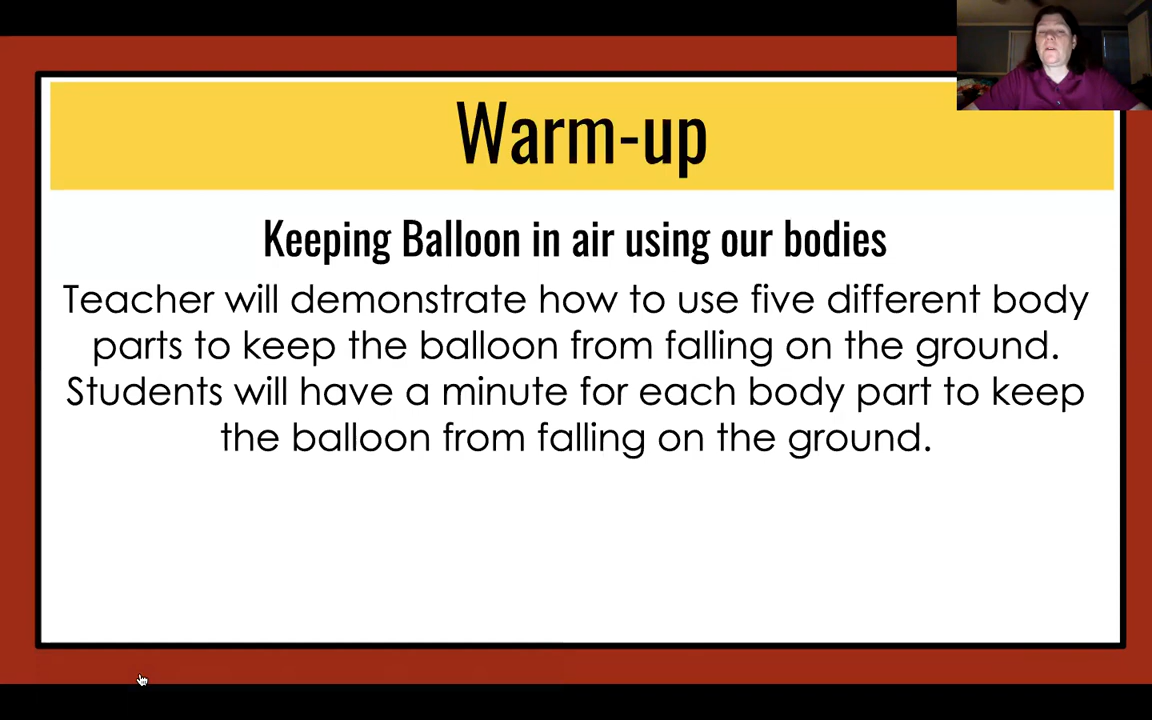 Warm-up
Keeping Balloon in air using our bodies
Teacher will demonstrate how to use five different body
parts to keep the balloon from falling on the ground.
Students will have a minute for each body part to keep
the balloon from falling on the ground.